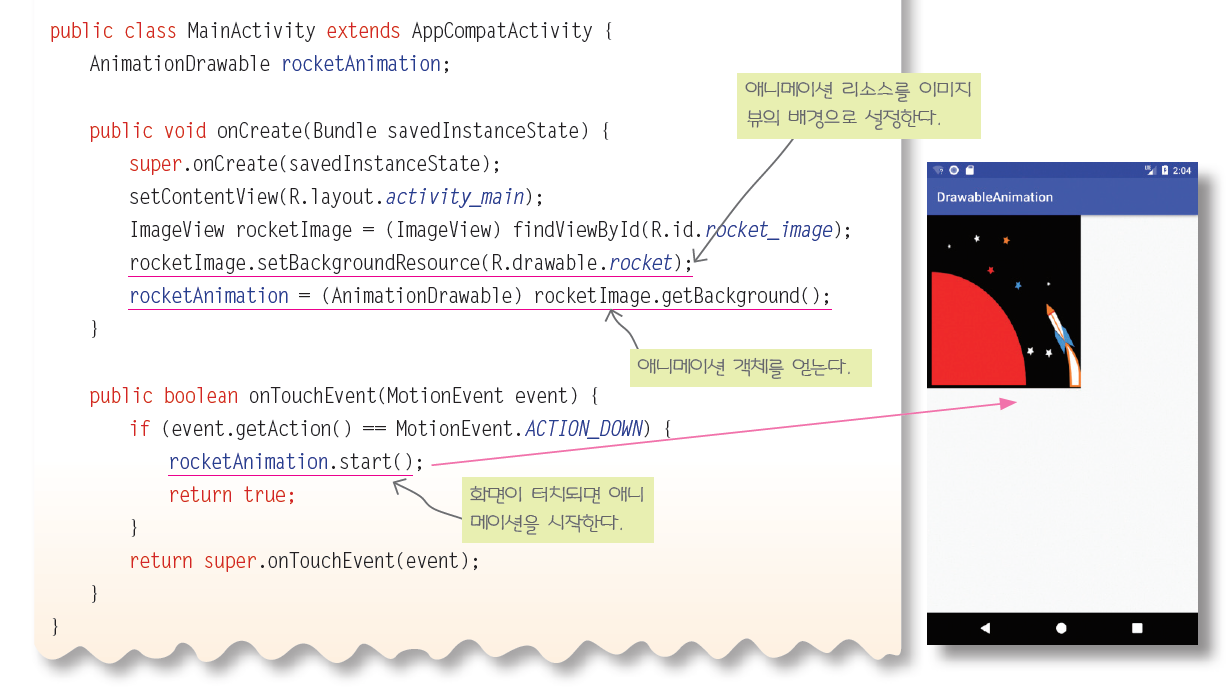 public class MainActivity extends AppCompatActivity {
AnimationDrawable rocketAnimation;
애니메이션 리소스를 이미지
뷰의 배경으로 설정한다.
public void onCreate(Bundle savedInstanceState) {
super.onCreate(savedInstanceState);
setContentView(R.layout.activity_main);
ImageView rocketImage = (ImageView) findViewById(R.id.rocket_image);
rocketImage.setBackgroundResource(R.drawable.rocket);
rocketAnimation = (AnimationDrawable) rocketImage.getBackground();
}
애니메이션 객체를 얻는다.
public boolean onTouchEvent(MotionEvent event) {
if (event.getAction() == MotionEvent.ACTION_DOWN) {
rocketAnimation.start();
return true;
화면이 터치되면 애니
메이션을 시작한다.
}
return super.onTouchEvent(event);
}
}
2:04
DrawableAnimation